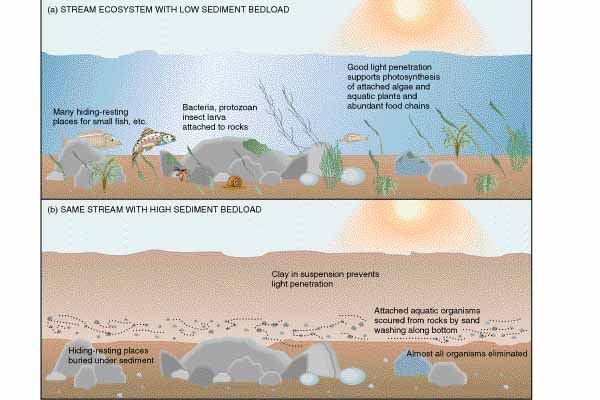 (a) STREAM ECOSYSTEM WITH LOW SEDIMENT BEDLOAD
Good light penetration
supports photosynthesis
of attached algae and
aquatic plants and
abundant food chains
Many hiding-resting
places for small fish, etc.
Bacteria, protozoan
insect larva
attached to rocks
(b) SAME STREAM WITH HIGH SEDIMENT BEDLOAD
Clay in suspension prevents
light penetration
Attached aquatic organisms
scoured from rocks by sand
washing along bottom
Hiding-resting places
buried under sediment
Almost all organisms eliminated